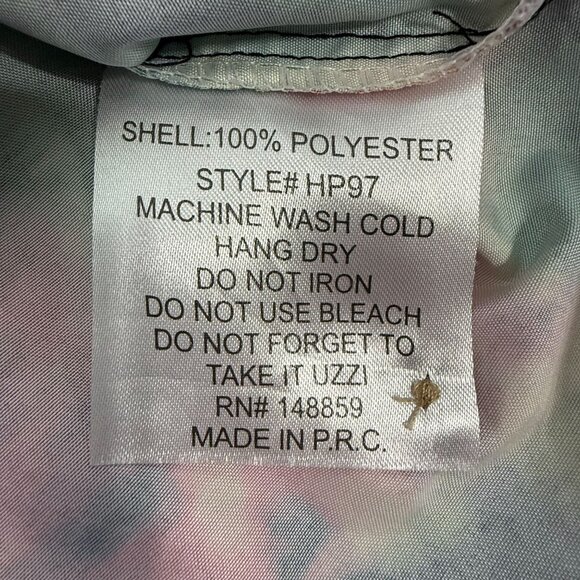 SHELL:100% POLYESTER
STYLE# HP97
MACHINE WASH COLD
HANG DRY
DO NOT IRON
DO NOT USE BLEACH
DO NOT FORGET TO
TAKE IT UZZI
RN# 148859
MADE IN P.R.C.